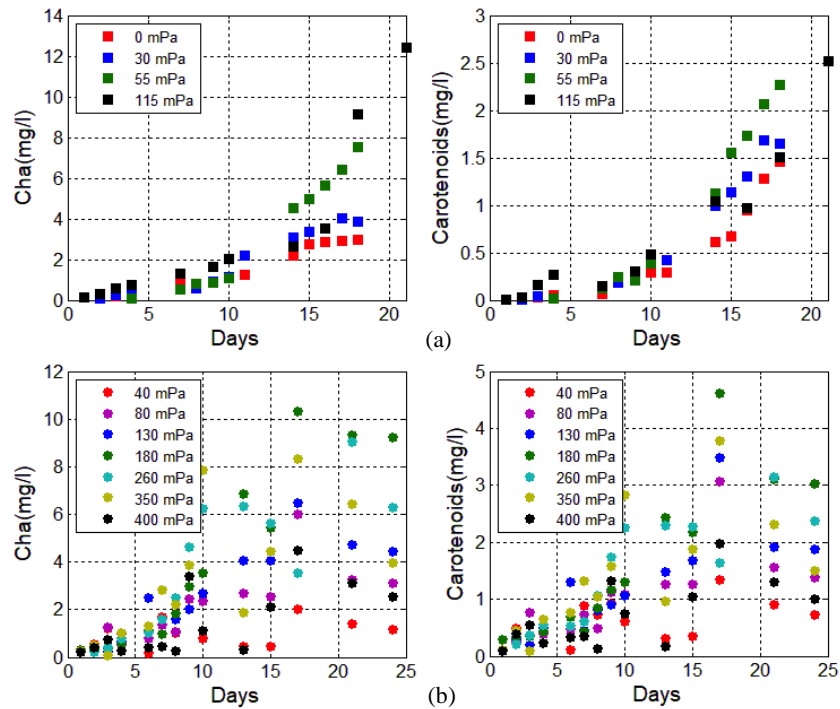 14
12
10
8
6
4
2
0
Cha(mg/l)
0 mPa
30 mPa
55 mPa
115 mPa
0 5 10 15 20
Days
3
2.5
2
1.5
1
0.5
0
Carotenoids(mg/l)
0 mPa
30 mPa
55 mPa
115 mPa
0 5 10 15 20
Days
(a)
12
10
8
6
4
2
0
Cha(mg/l)
40 mPa
80 mPa
130 mPa
180 mPa
260 mPa
350 mPa
400 mPa
0 5 10 15 20 25
Days
5
4
3
2
1
0
Carotenoids(mg/l)
40 mPa
80 mPa
130 mPa
180 mPa
260 mPa
350 mPa
400 mPa
0 5 10 15 20 25
Days
(b)